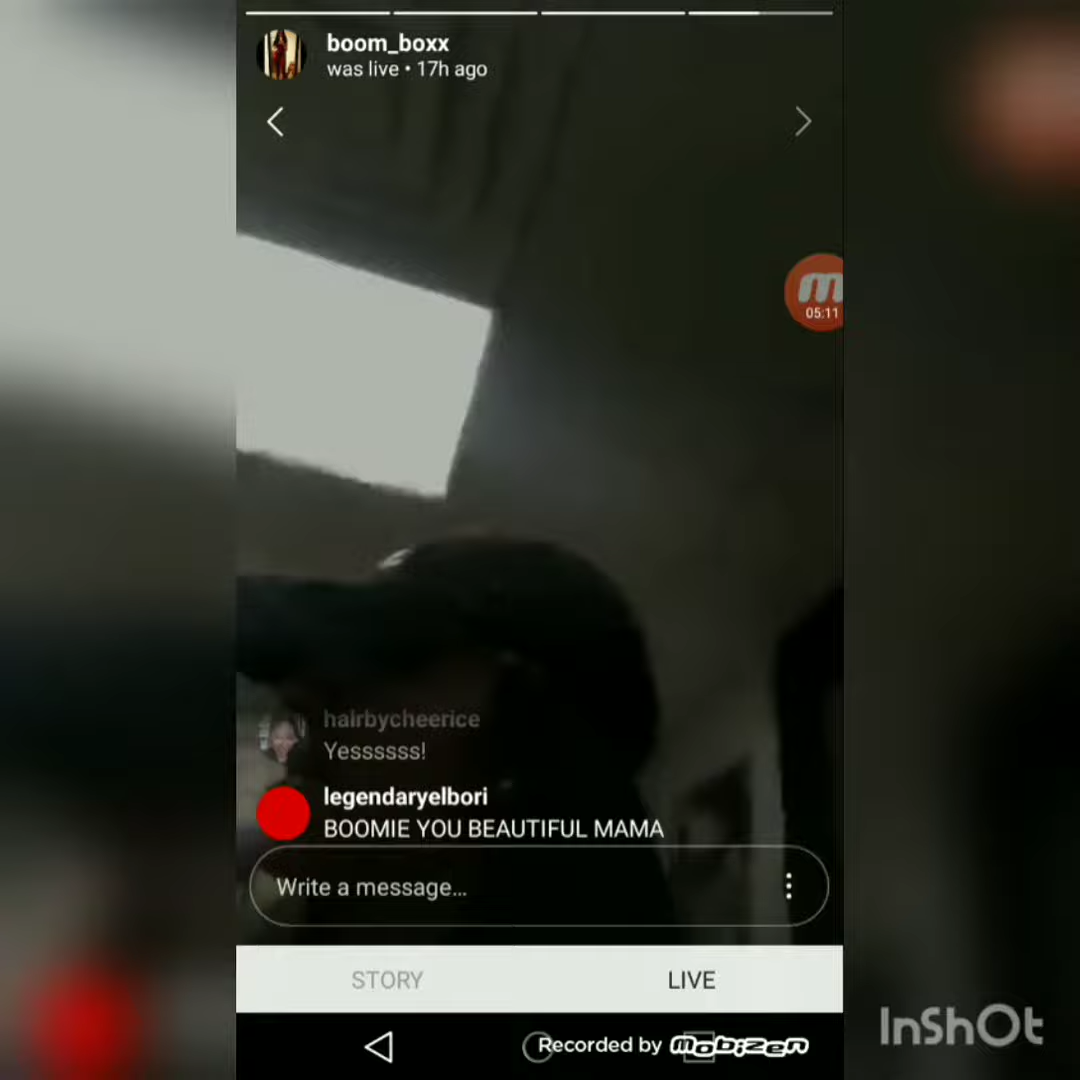 boom_boxx
was live • 17h ago
m
05:11
hairbycheerice
Yessssss!
legendaryelbori
BOOMIE YOU BEAUTIFUL MAMA
Write a message...
STORY
LIVE
Recorded by mobizen
InShOt